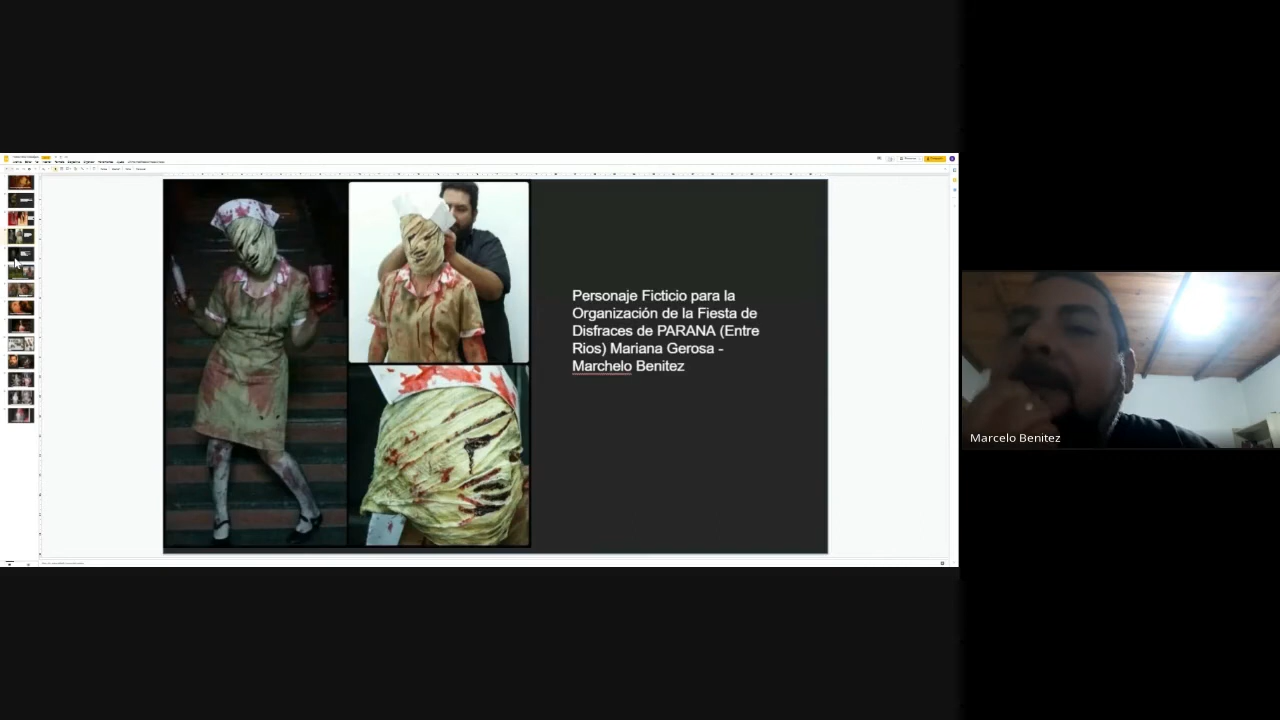 Personaje Ficticio para la
Organización de la Fiesta de
Disfraces de PARANA (Entre
Rios) Mariana Gerosa -
Marchelo Benitez
Marcelo Benitez